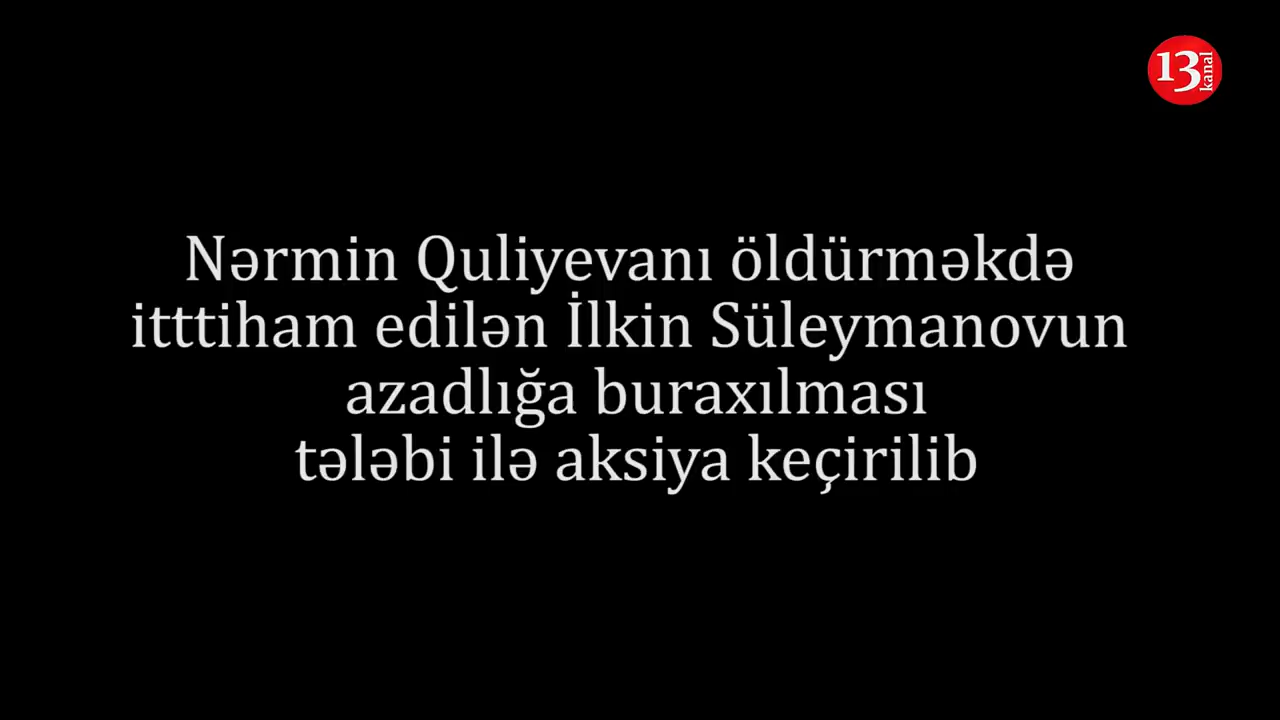 13 kanal
Nərmin Quliyevanı öldürməkdə
itttiham edilən İlkin Süleymanovun
azadlığa buraxılması
tələbi ilə aksiya keçirilib